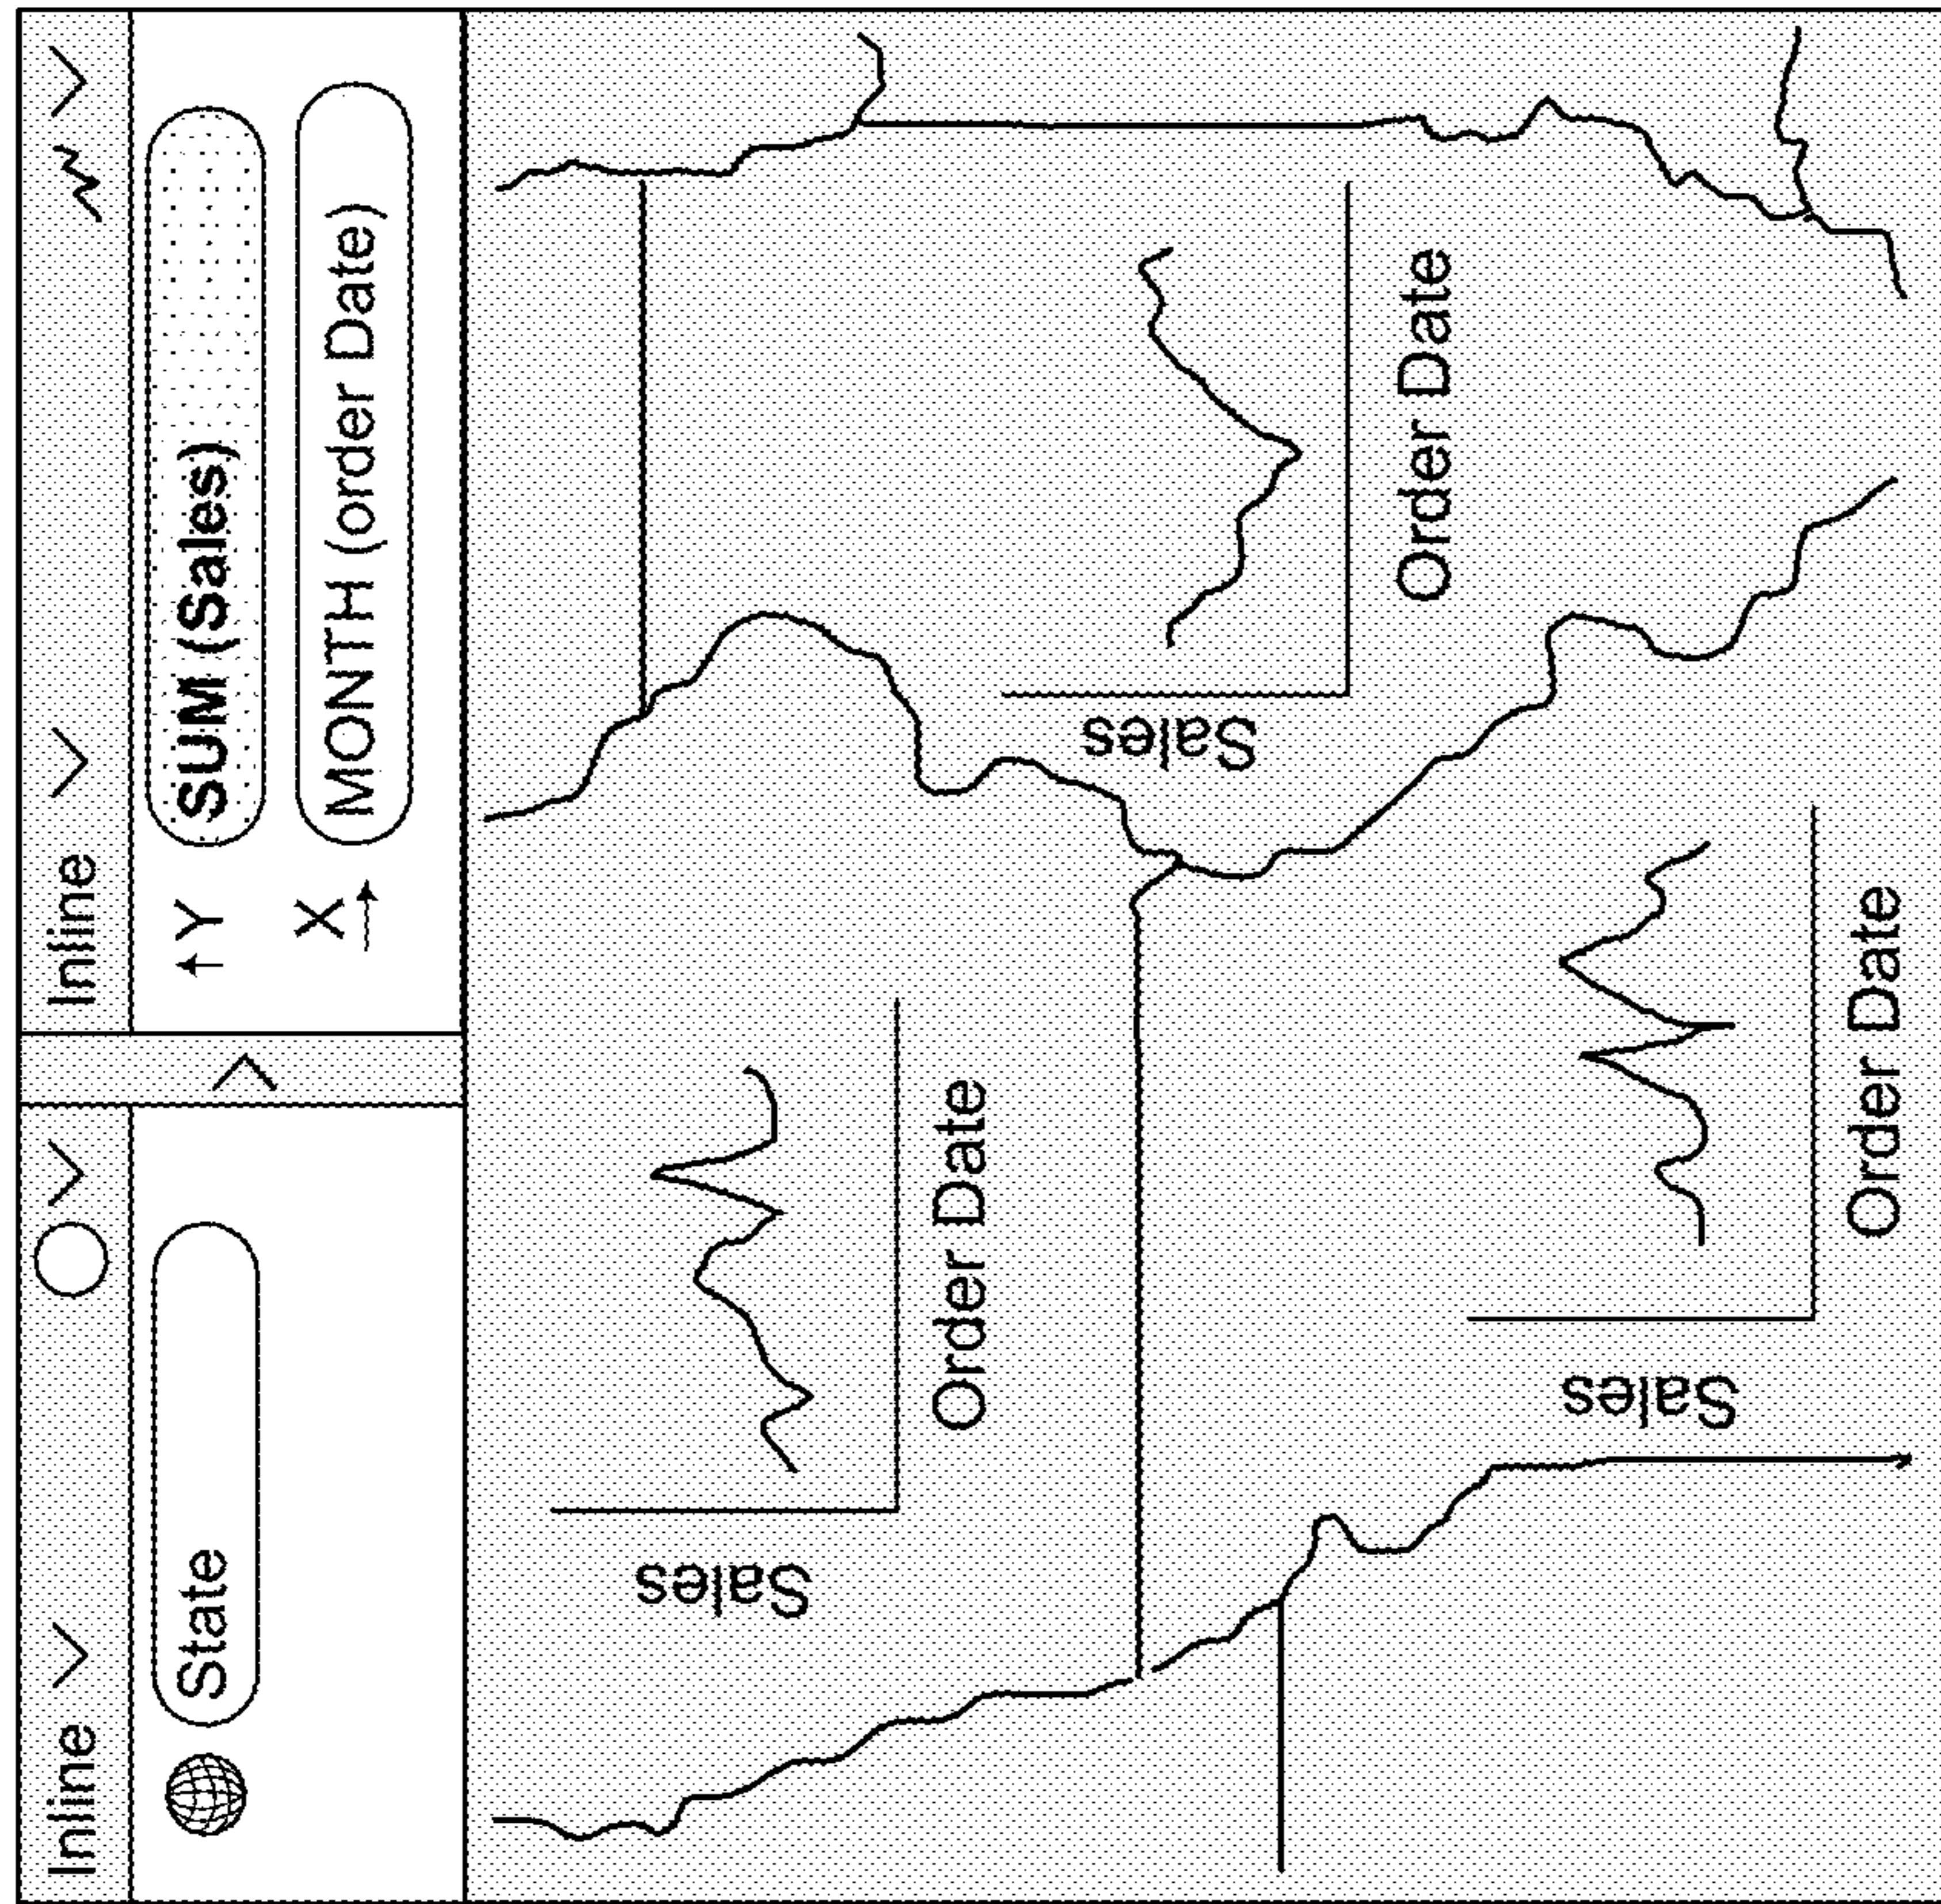 Inline
State
Inline
Y SUM (Sales)
X MONTH (order Date)
Sales
Order Date
Sales
Order Date
Sales
Order Date